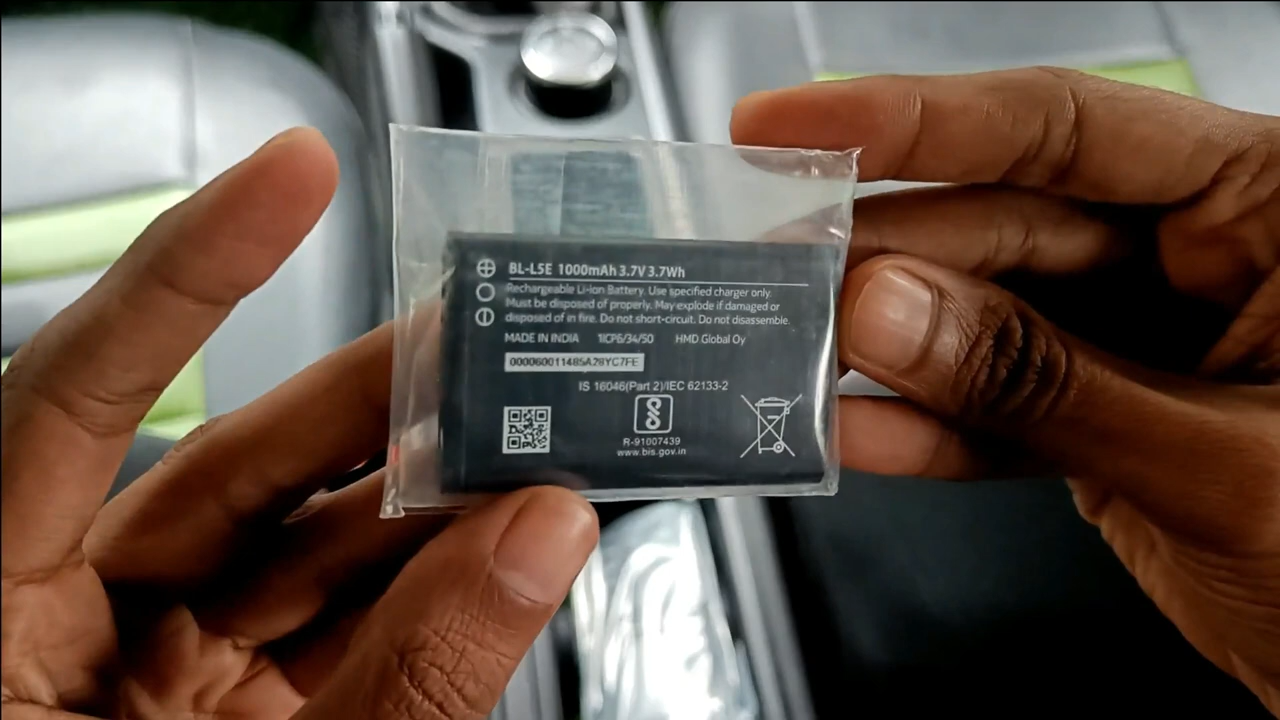 BL-L5E 1000mAh 3.7V 3.7Wh
Rechargeable Li-ion Battery. Use specified charger only.
Must be disposed of properly. May explode if damaged or
disposed of in fire. Do not short-circuit. Do not disassemble.
MADE IN INDIA 1ICP6/34/50 HMD Global Oy
000060011485A28YC7FE
IS 16046(Part 2)/IEC 62133-2
R-91007439
www.bis.gov.in